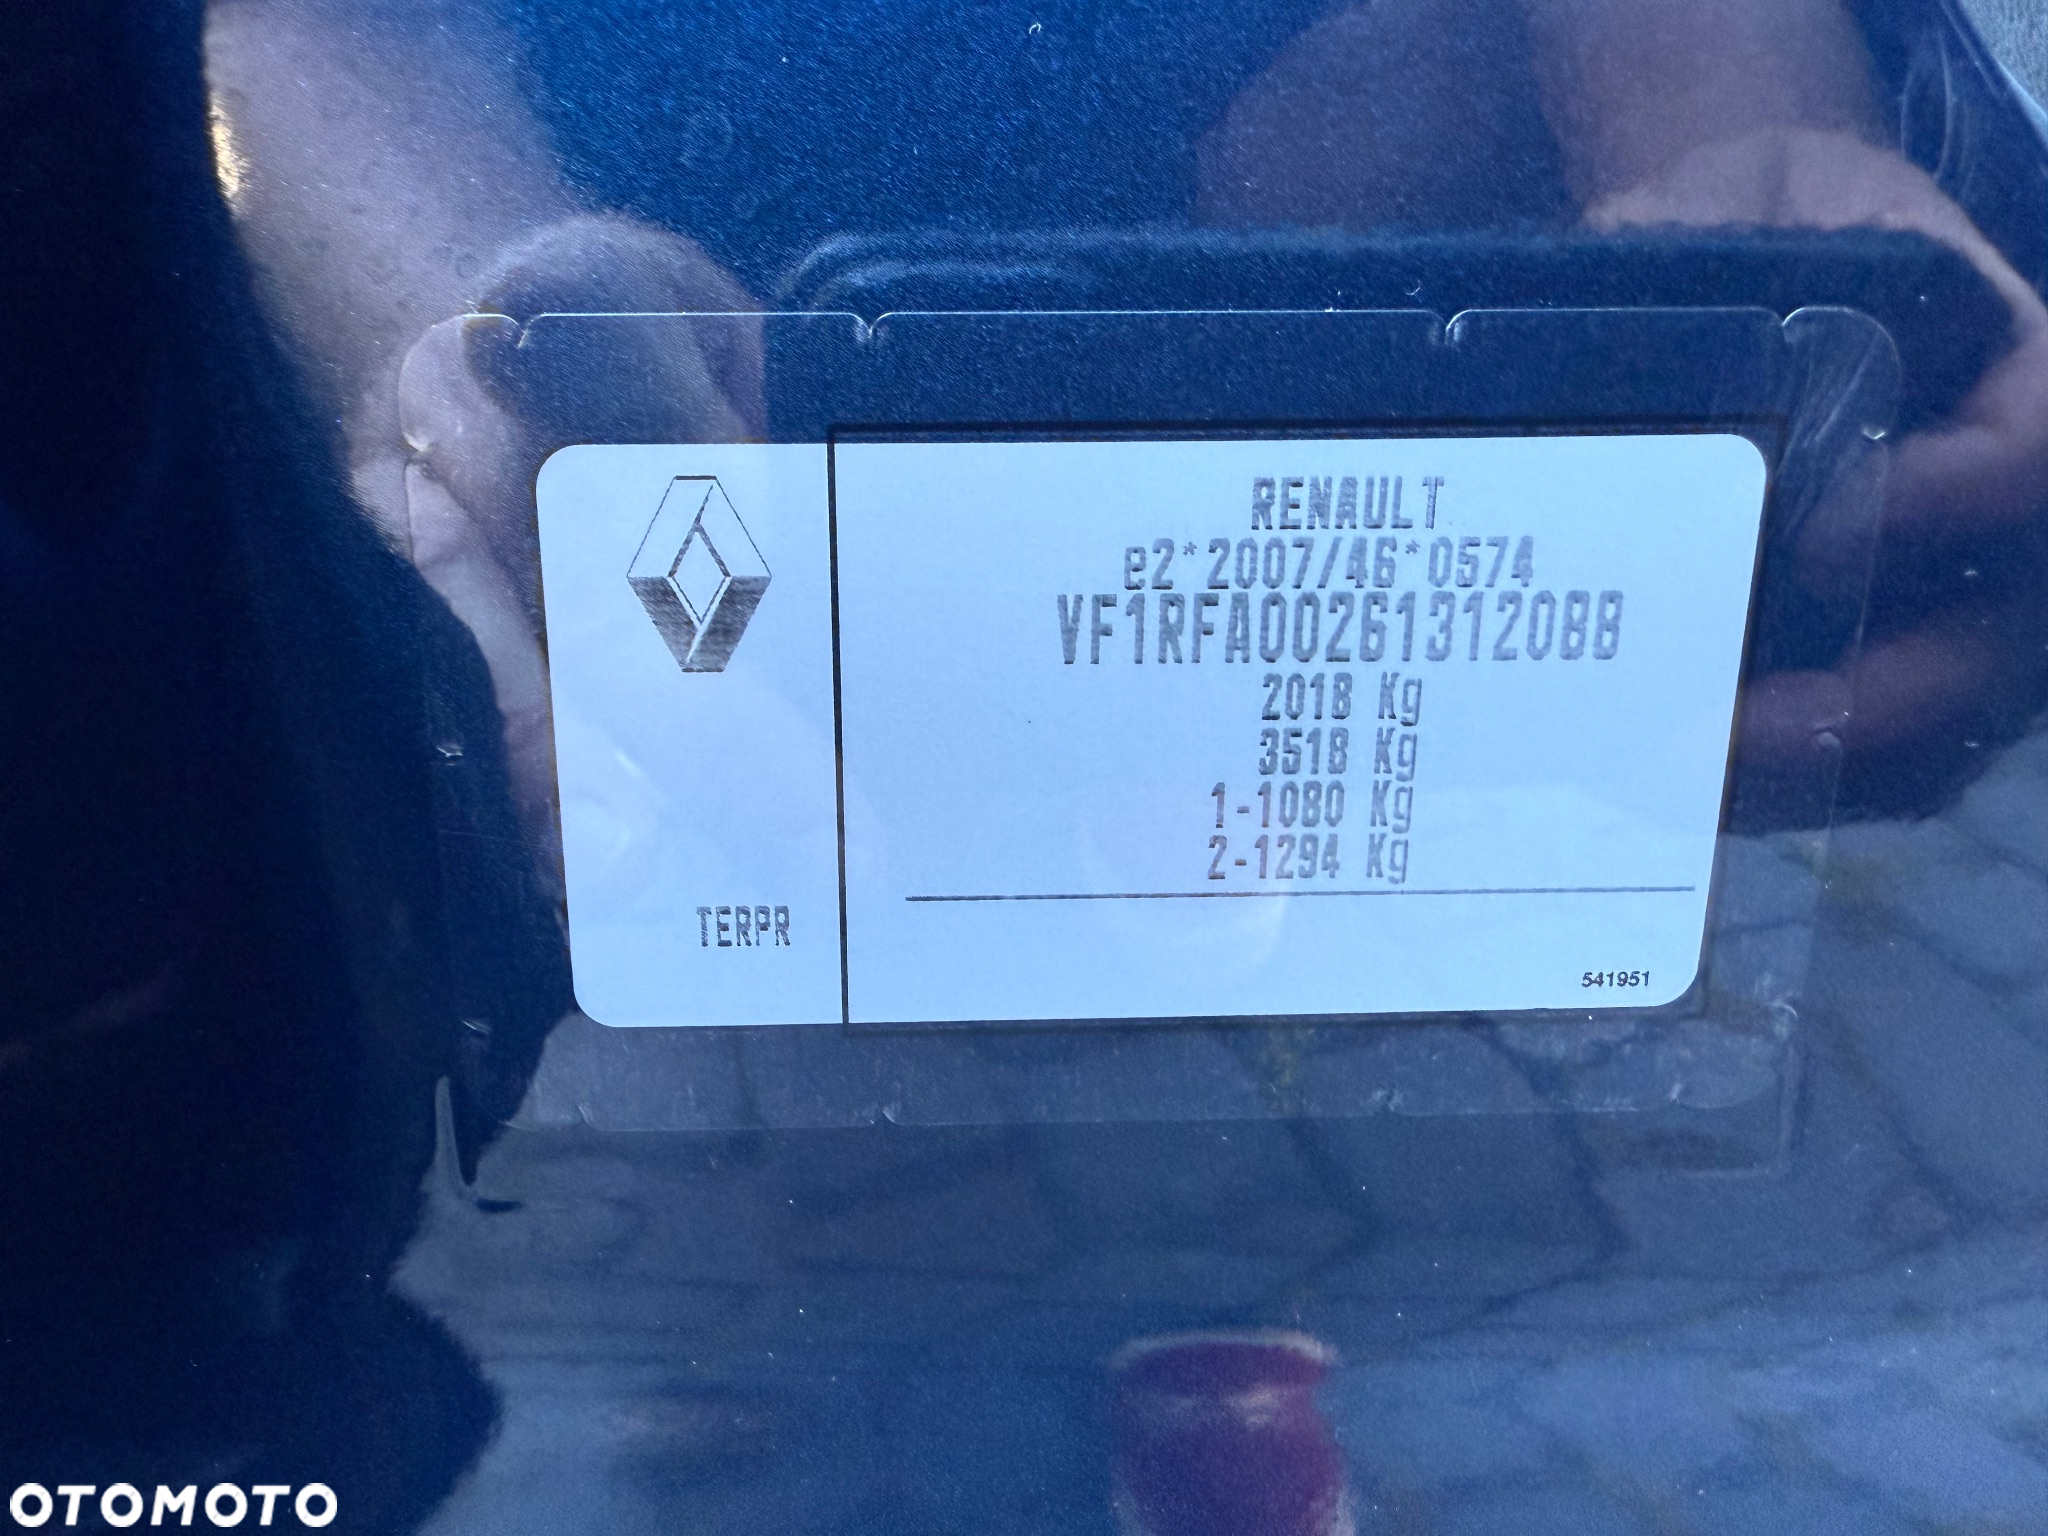 RENAULT
e2*2007/46*0574
VF1RFA00261312088
2018 Kg
3518 Kg
1-1080 Kg
2-1294 Kg
TERPR
541951
OTOMOTO